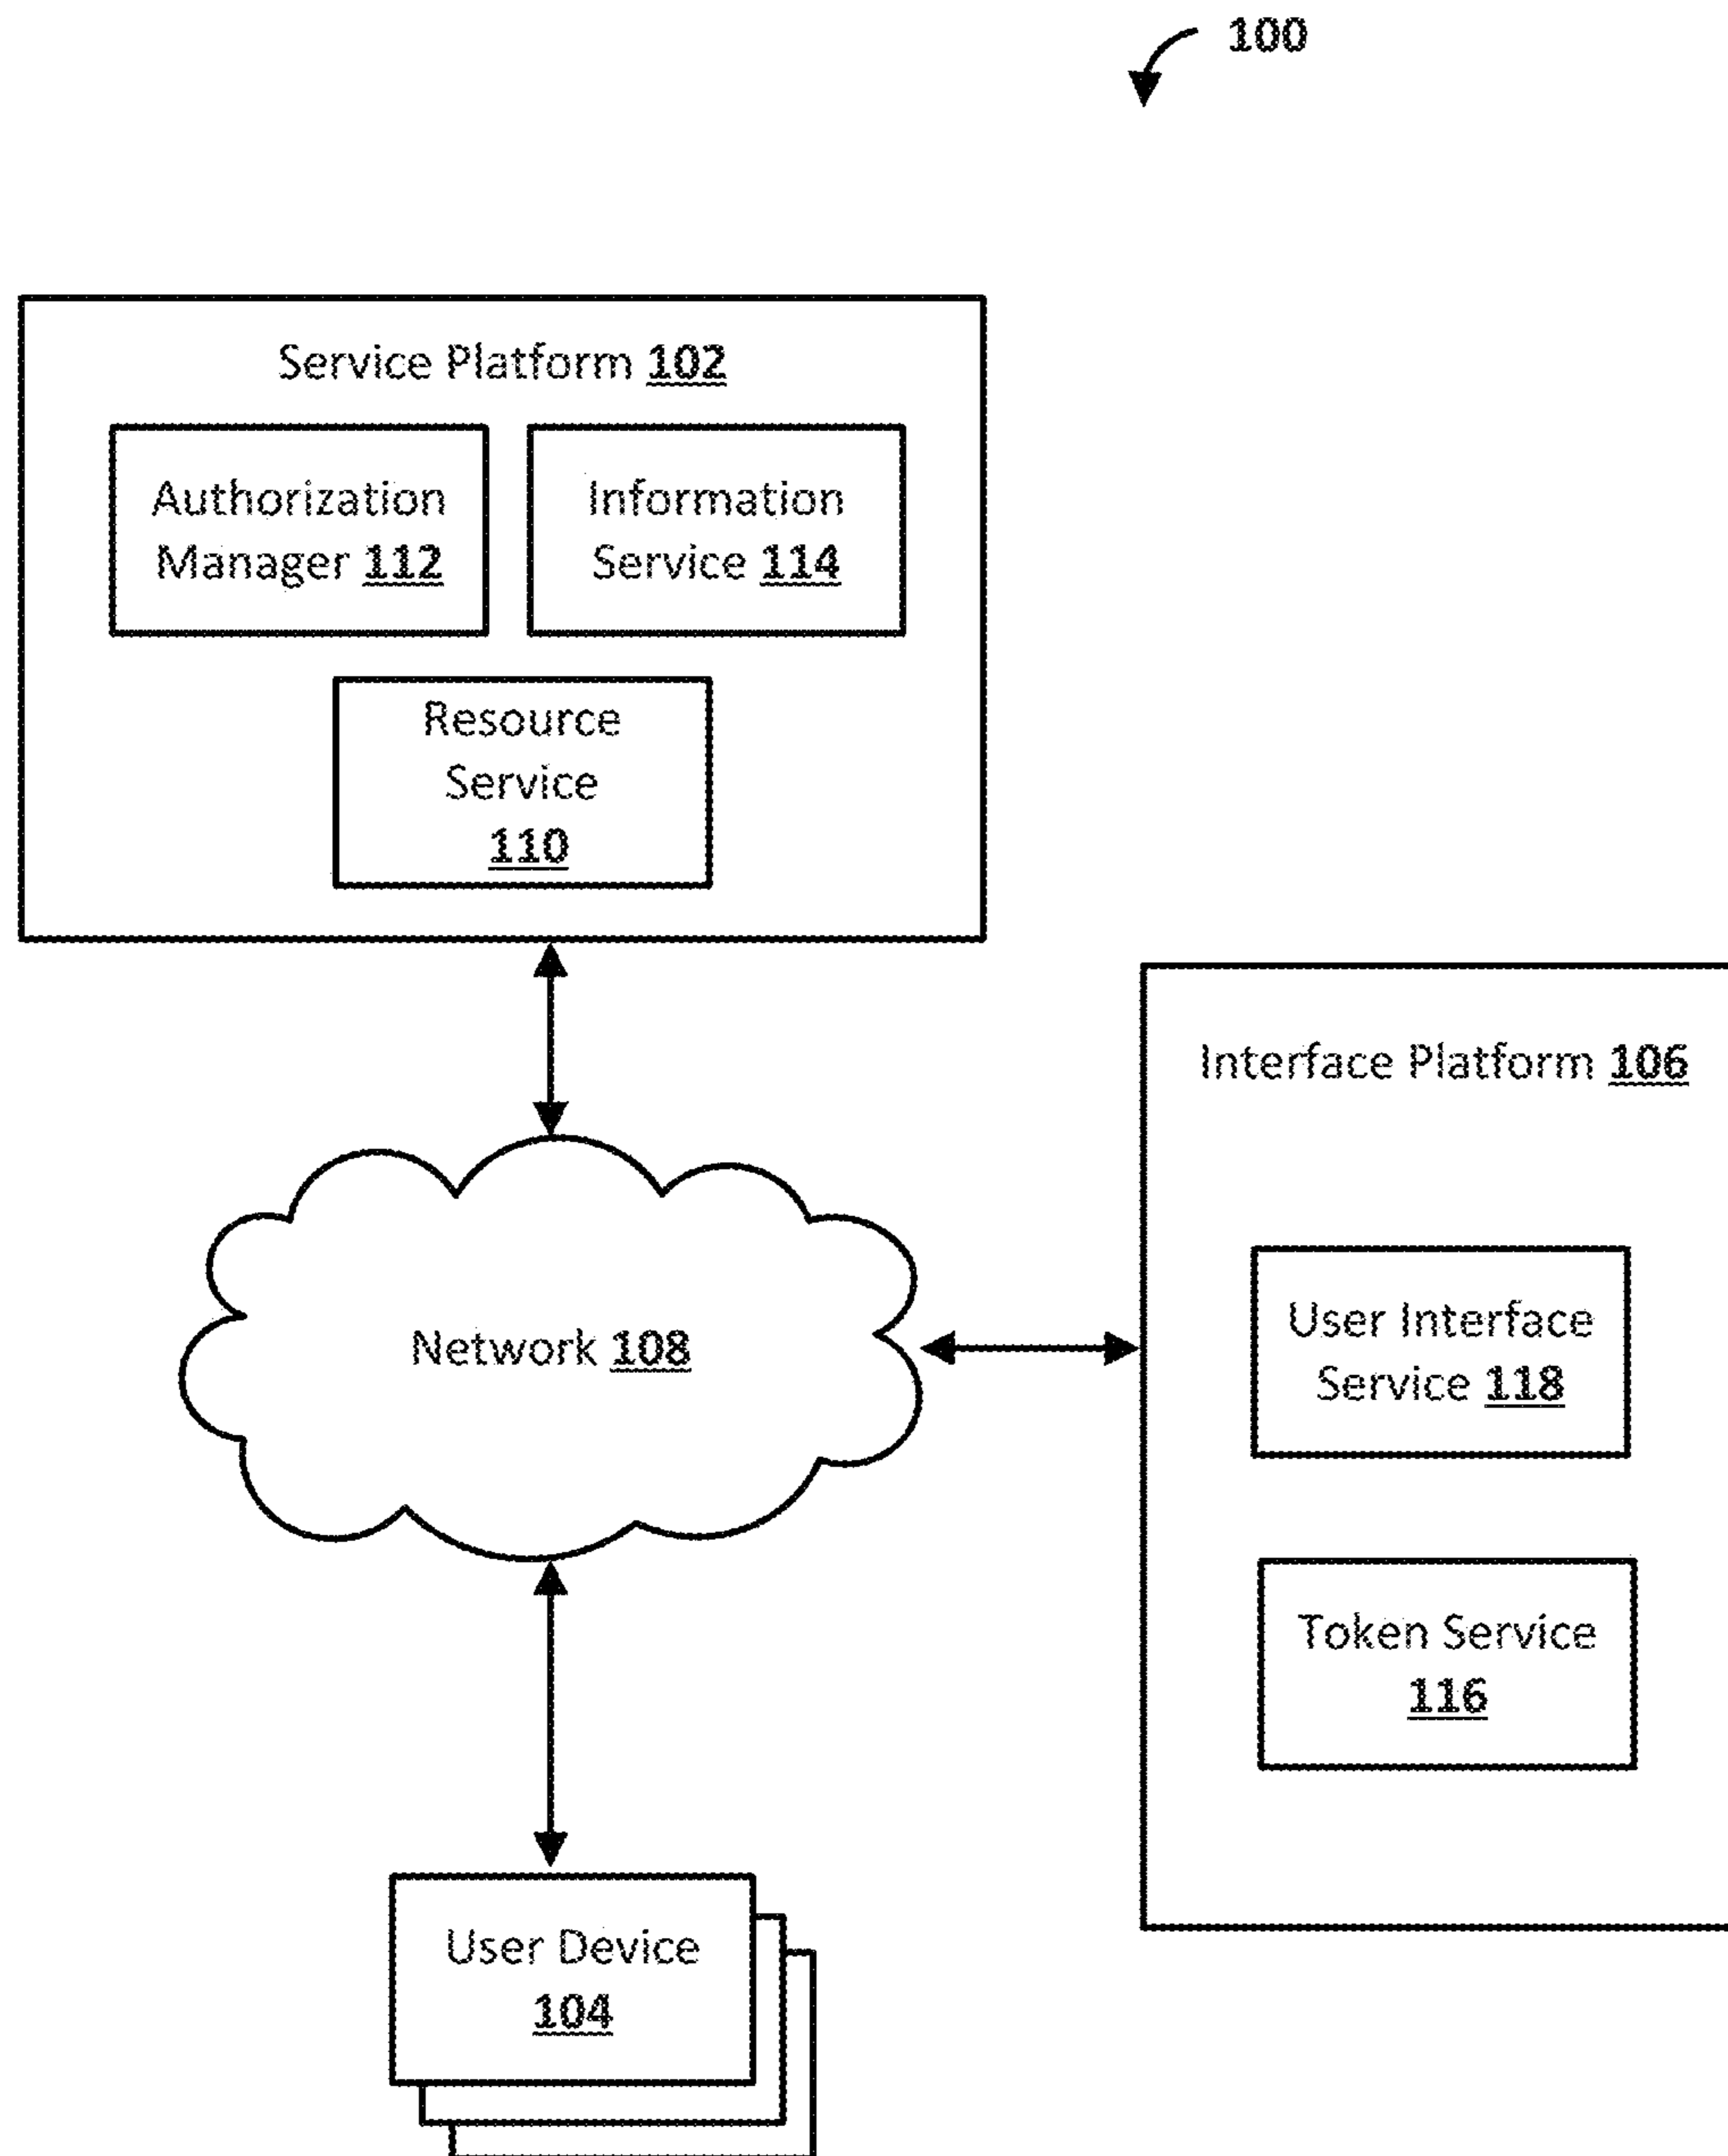 100
Service Platform 102
Authorization
Manager 112
Information
Service 114
Resource
Service
110
Interface Platform 106
Network 108
User Interface
Service 118
Token Service
116
User Device
104